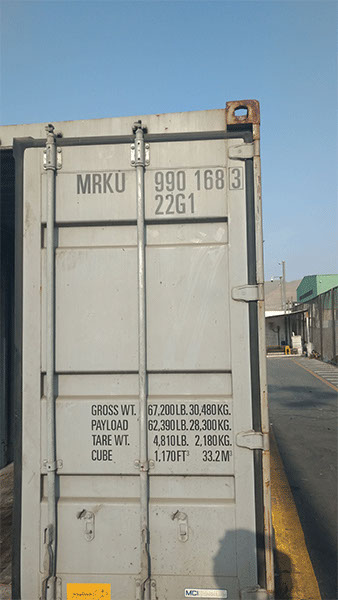 MRKU 990 168 3
22G1
GROSS WT. 67,200 LB. 30,480 KG.
PAYLOAD 62,390 LB. 28,300 KG.
TARE WT. 4,810 LB. 2,180 KG.
CUBE 1.170 FT³ 33.2 M³
MCI